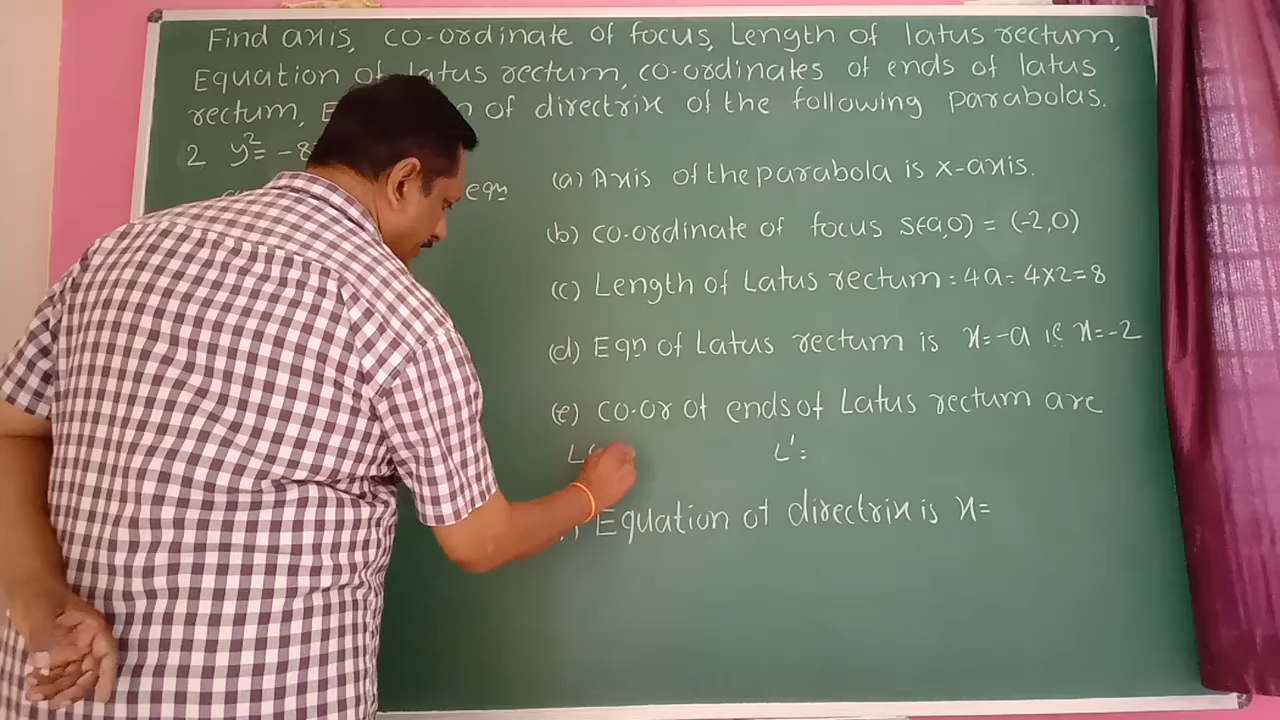 Find axis, co-ordinate of focus, Length of latus rectum,
Equation of latus rectum, co-ordinates of ends of latus
rectum, of directrix of the following parabolas.
2 y² = -8
eqn
(a) Axis of the parabola is x-axis.
(b) co-ordinate of focus S(-a,0) = (-2,0)
(c) Length of Latus rectum = 4a = 4×2 = 8
(d) Eqn of Latus rectum is x=-a ie x=-2
(e) co-or of ends of Latus rectum are
L( L' =
Equation of directrix is x=